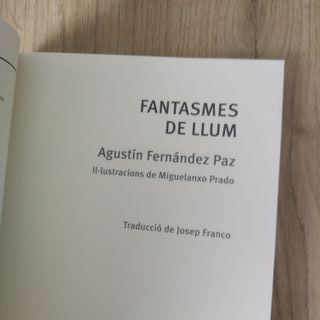 FANTASMES
DE LLUM
Agustín Fernández Paz
Il·lustracions de Miguelanxo Prado
Traducció de Josep Franco